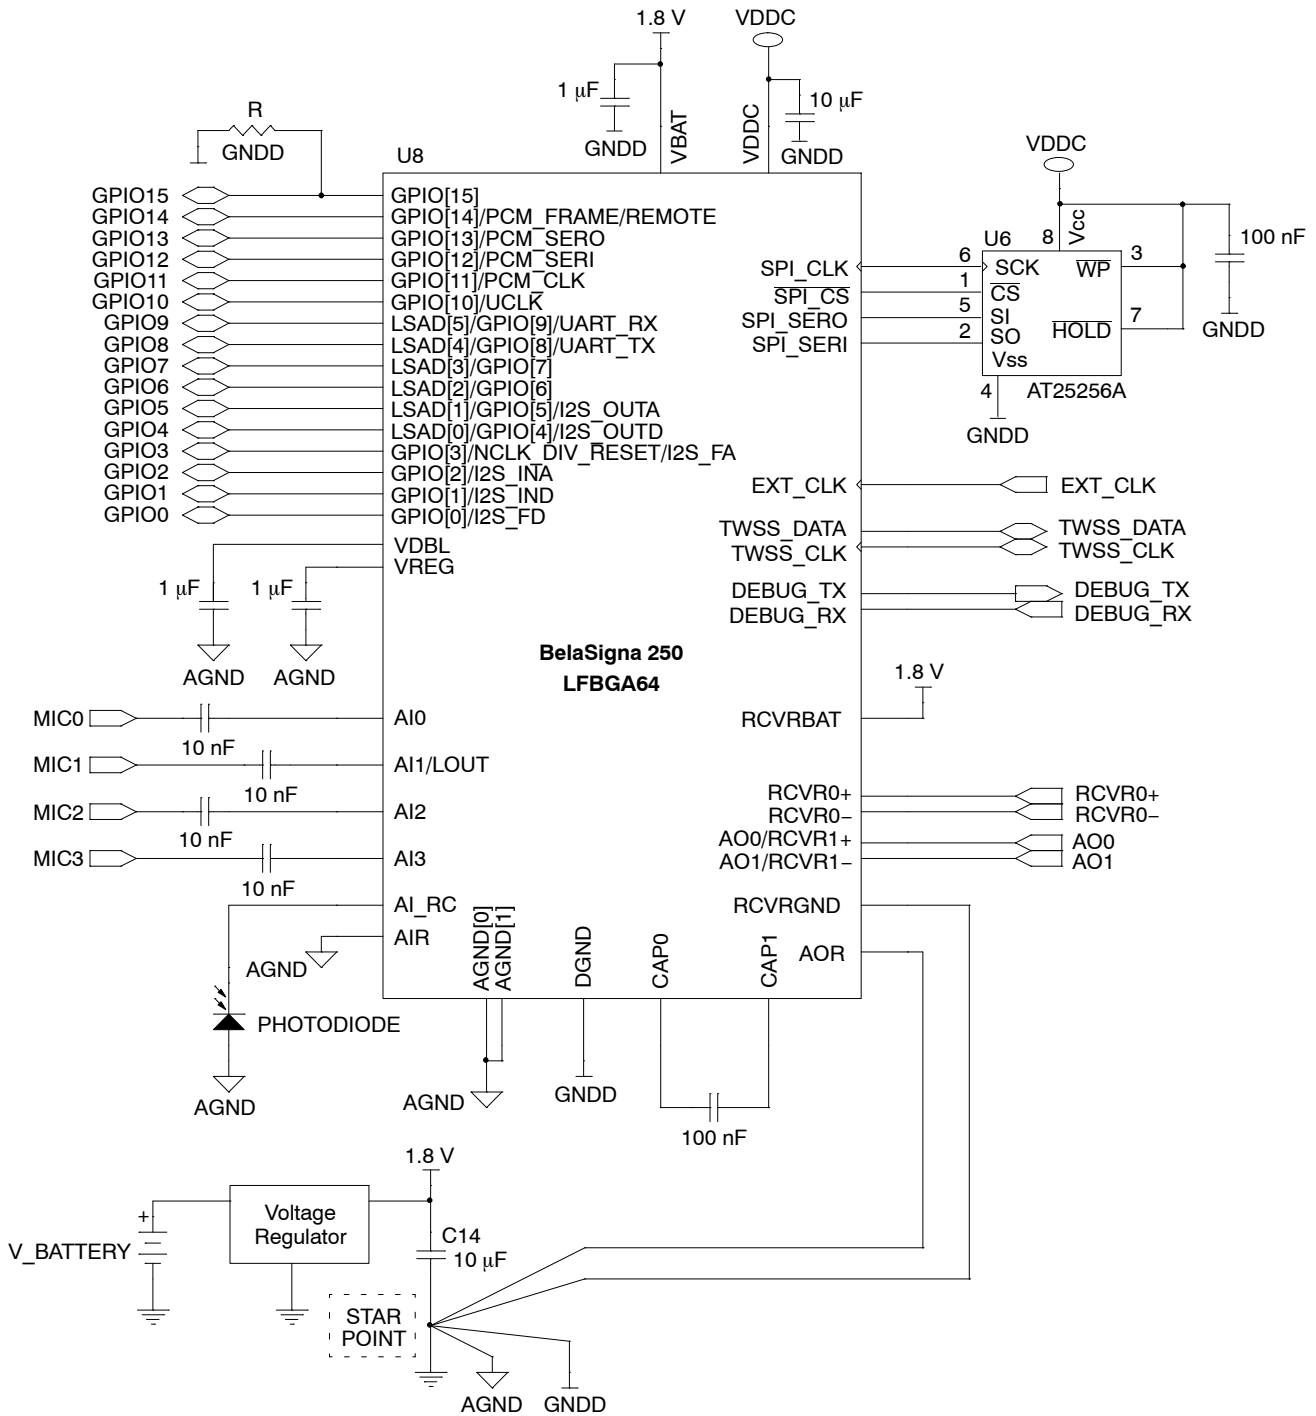 1.8 V
VDDC
1 μF
10 μF
GNDD
GNDD
VBAT
VDDC
R
GNDD
U8
GPIO15
GPIO14
GPIO13
GPIO12
GPIO11
GPIO10
GPIO9
GPIO8
GPIO7
GPIO6
GPIO5
GPIO4
GPIO3
GPIO2
GPIO1
GPIO0
GPIO[15]
GPIO[14]/PCM_FRAME/REMOTE
GPIO[13]/PCM_SERO
GPIO[12]/PCM_SERI
GPIO[11]/PCM_CLK
GPIO[10]/UCLK
LSAD[5]/GPIO[9]/UART_RX
LSAD[4]/GPIO[8]/UART_TX
LSAD[3]/GPIO[7]
LSAD[2]/GPIO[6]
LSAD[1]/GPIO[5]/I2S_OUTA
LSAD[0]/GPIO[4]/I2S_OUTD
GPIO[3]/NCLK_DIV_RESET/I2S_FA
GPIO[2]/I2S_INA
GPIO[1]/I2S_IND
GPIO[0]/I2S_FD
VDBL
VREG
1 μF
1 μF
AGND
AGND
VDDC
100 nF
GNDD
U6
8
Vcc
SPI_CLK
SPI_CS
SPI_SERO
SPI_SERI
6
1
5
2
SCK
CS
SI
SO
Vss
WP
HOLD
3
7
4
AT25256A
GNDD
EXT_CLK
EXT_CLK
TWSS_DATA
TWSS_DATA
TWSS_CLK
TWSS_CLK
DEBUG_TX
DEBUG_TX
DEBUG_RX
DEBUG_RX
BelaSigna 250
LFBGA64
1.8 V
RCVRBAT
MIC0
10 nF
AI0
MIC1
10 nF
AI1/LOUT
MIC2
10 nF
AI2
MIC3
10 nF
AI3
RCVR0+
RCVR0+
RCVR0−
RCVR0−
AO0/RCVR1+
AO0
AO1/RCVR1−
AO1
AI_RC
AIR
AGND
RCVRGND
AOR
AGND[0]
AGND[1]
DGND
CAP0
CAP1
PHOTODIODE
AGND
AGND
GNDD
100 nF
1.8 V
Voltage
Regulator
V_BATTERY
+
C14
10 μF
STAR
POINT
AGND
GNDD